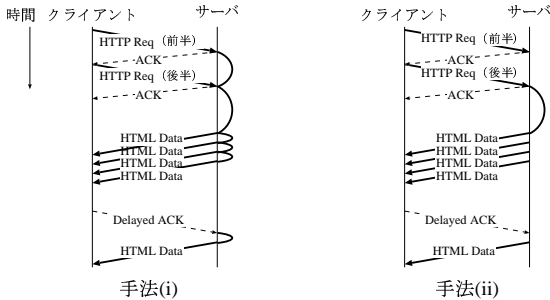 時間 クライアント サーバ
HTTP Req（前半）
ACK
HTTP Req（後半）
ACK
HTML Data
HTML Data
HTML Data
HTML Data
Delayed ACK
HTML Data
手法(i)
クライアント サーバ
HTTP Req（前半）
ACK
HTTP Req（後半）
ACK
HTML Data
HTML Data
HTML Data
HTML Data
Delayed ACK
HTML Data
手法(ii)